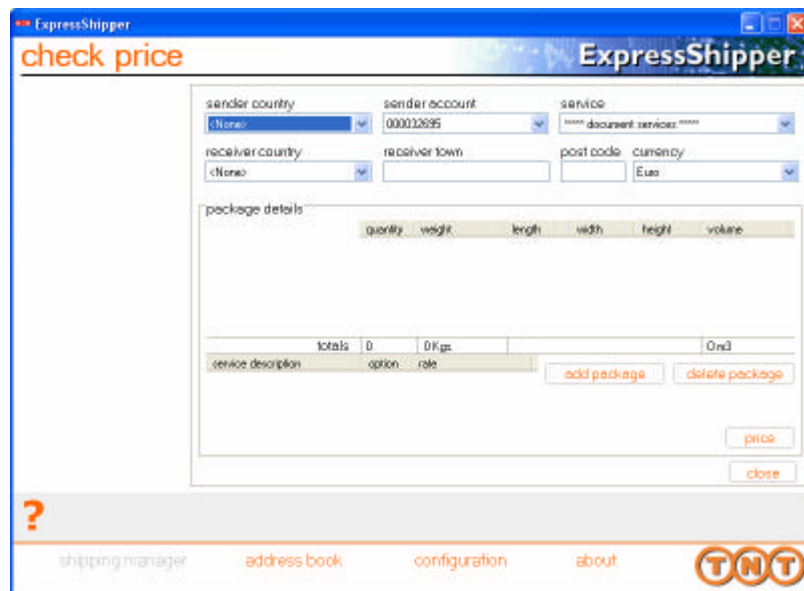 ExpressShipper
check price
ExpressShipper
sender country sender account service
<None> 000032695 ***** document services *****
receiver country receiver town post code currency
<None> Euro
package details
quantity weight length width height volume
totals 0 0Kgs. 0m3
service description option rate
add package delete package
price
close
?
shipping manager address book configuration about TNT